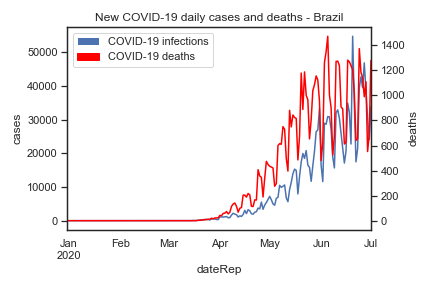 New COVID-19 daily cases and deaths - Brazil
COVID-19 infections
COVID-19 deaths
cases
50000
40000
30000
20000
10000
0
deaths
1400
1200
1000
800
600
400
200
0
Jan Feb Mar Apr May Jun Jul
2020
dateRep